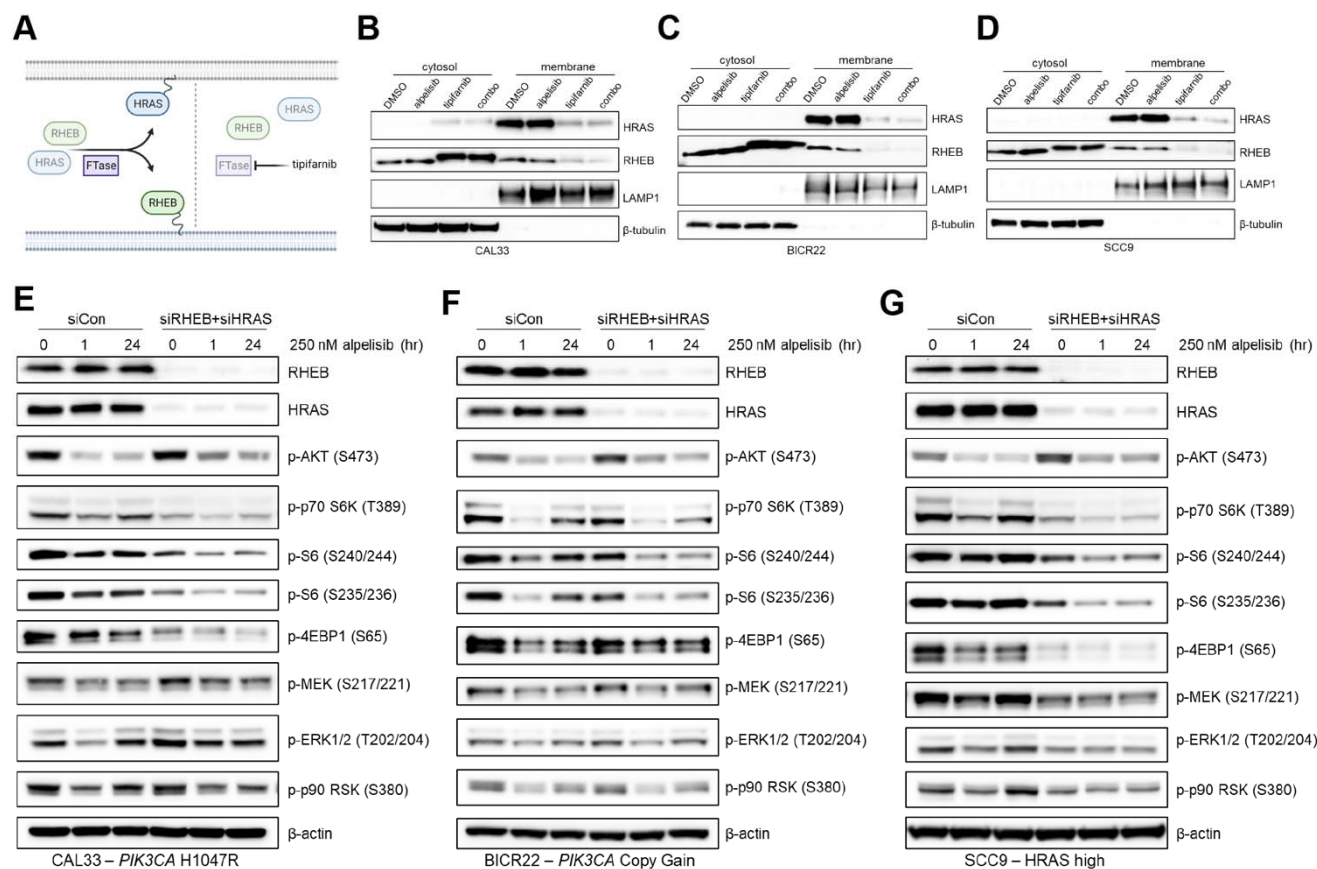 A
HRAS
HRAS
RHEB
RHEB
HRAS
FTase
FTase
tipifarnib
RHEB
B
cytosol membrane
DMSO alpelisib tipifarnib combo DMSO alpelisib tipifarnib combo
HRAS
RHEB
LAMP1
β-tubulin
CAL33
C
cytosol membrane
DMSO alpelisib tipifarnib combo DMSO alpelisib tipifarnib combo
HRAS
RHEB
LAMP1
β-tubulin
BICR22
D
cytosol membrane
DMSO alpelisib tipifarnib combo DMSO alpelisib tipifarnib combo
HRAS
RHEB
LAMP1
β-tubulin
SCC9
E
siCon siRHEB+siHRAS
0 1 24 0 1 24 250 nM alpelisib (hr)
RHEB
HRAS
p-AKT (S473)
p-p70 S6K (T389)
p-S6 (S240/244)
p-S6 (S235/236)
p-4EBP1 (S65)
p-MEK (S217/221)
p-ERK1/2 (T202/204)
p-p90 RSK (S380)
β-actin
CAL33 – PIK3CA H1047R
F
siCon siRHEB+siHRAS
0 1 24 0 1 24 250 nM alpelisib (hr)
RHEB
HRAS
p-AKT (S473)
p-p70 S6K (T389)
p-S6 (S240/244)
p-S6 (S235/236)
p-4EBP1 (S65)
p-MEK (S217/221)
p-ERK1/2 (T202/204)
p-p90 RSK (S380)
β-actin
BICR22 – PIK3CA Copy Gain
G
siCon siRHEB+siHRAS
0 1 24 0 1 24 250 nM alpelisib (hr)
RHEB
HRAS
p-AKT (S473)
p-p70 S6K (T389)
p-S6 (S240/244)
p-S6 (S235/236)
p-4EBP1 (S65)
p-MEK (S217/221)
p-ERK1/2 (T202/204)
p-p90 RSK (S380)
β-actin
SCC9 – HRAS high